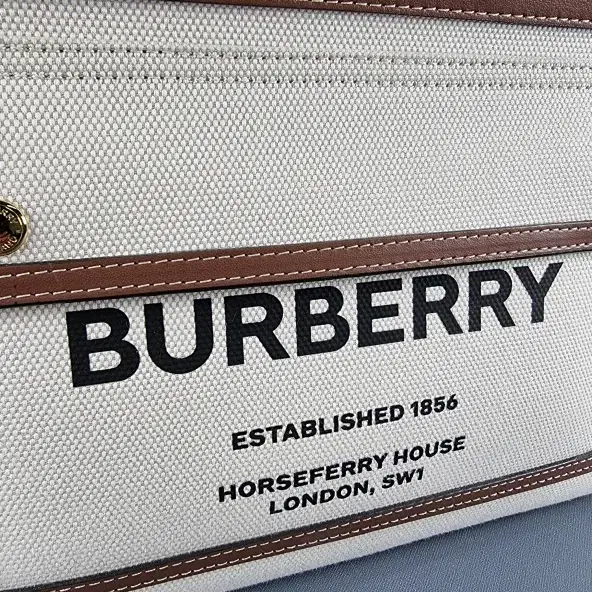 BURBERRY
ESTABLISHED 1856
HORSEFERRY HOUSE
LONDON, SW1